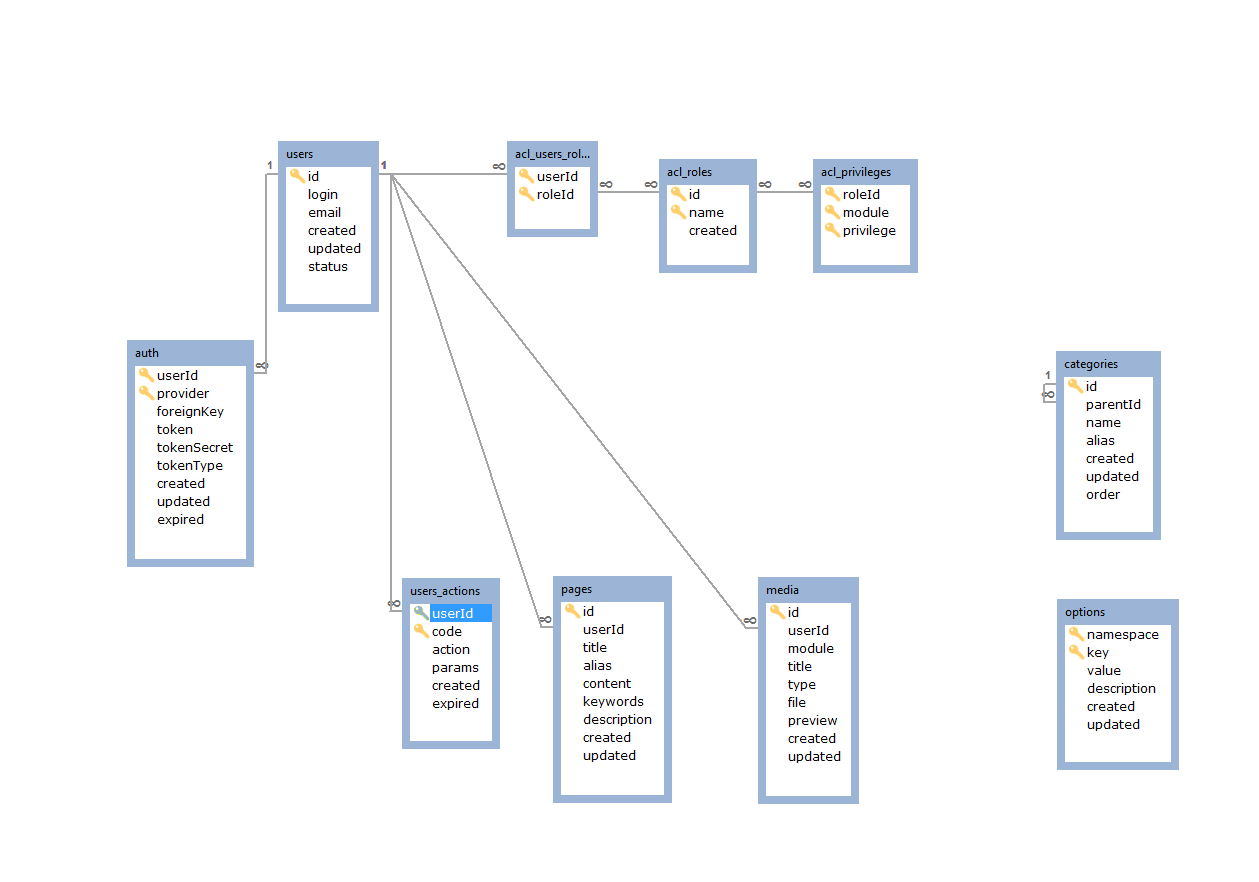 users
id
login
email
created
updated
status
acl_users_rol...
userId
roleId
acl_roles
id
name
created
acl_privileges
roleId
module
privilege
1
1
∞
∞
∞
∞
∞
auth
userId
provider
foreignKey
token
tokenSecret
tokenType
created
updated
expired
∞
categories
id
parentId
name
alias
created
updated
order
1
∞
users_actions
userId
code
action
params
created
expired
∞
pages
id
userId
title
alias
content
keywords
description
created
updated
∞
media
id
userId
module
title
type
file
preview
created
updated
∞
options
namespace
key
value
description
created
updated